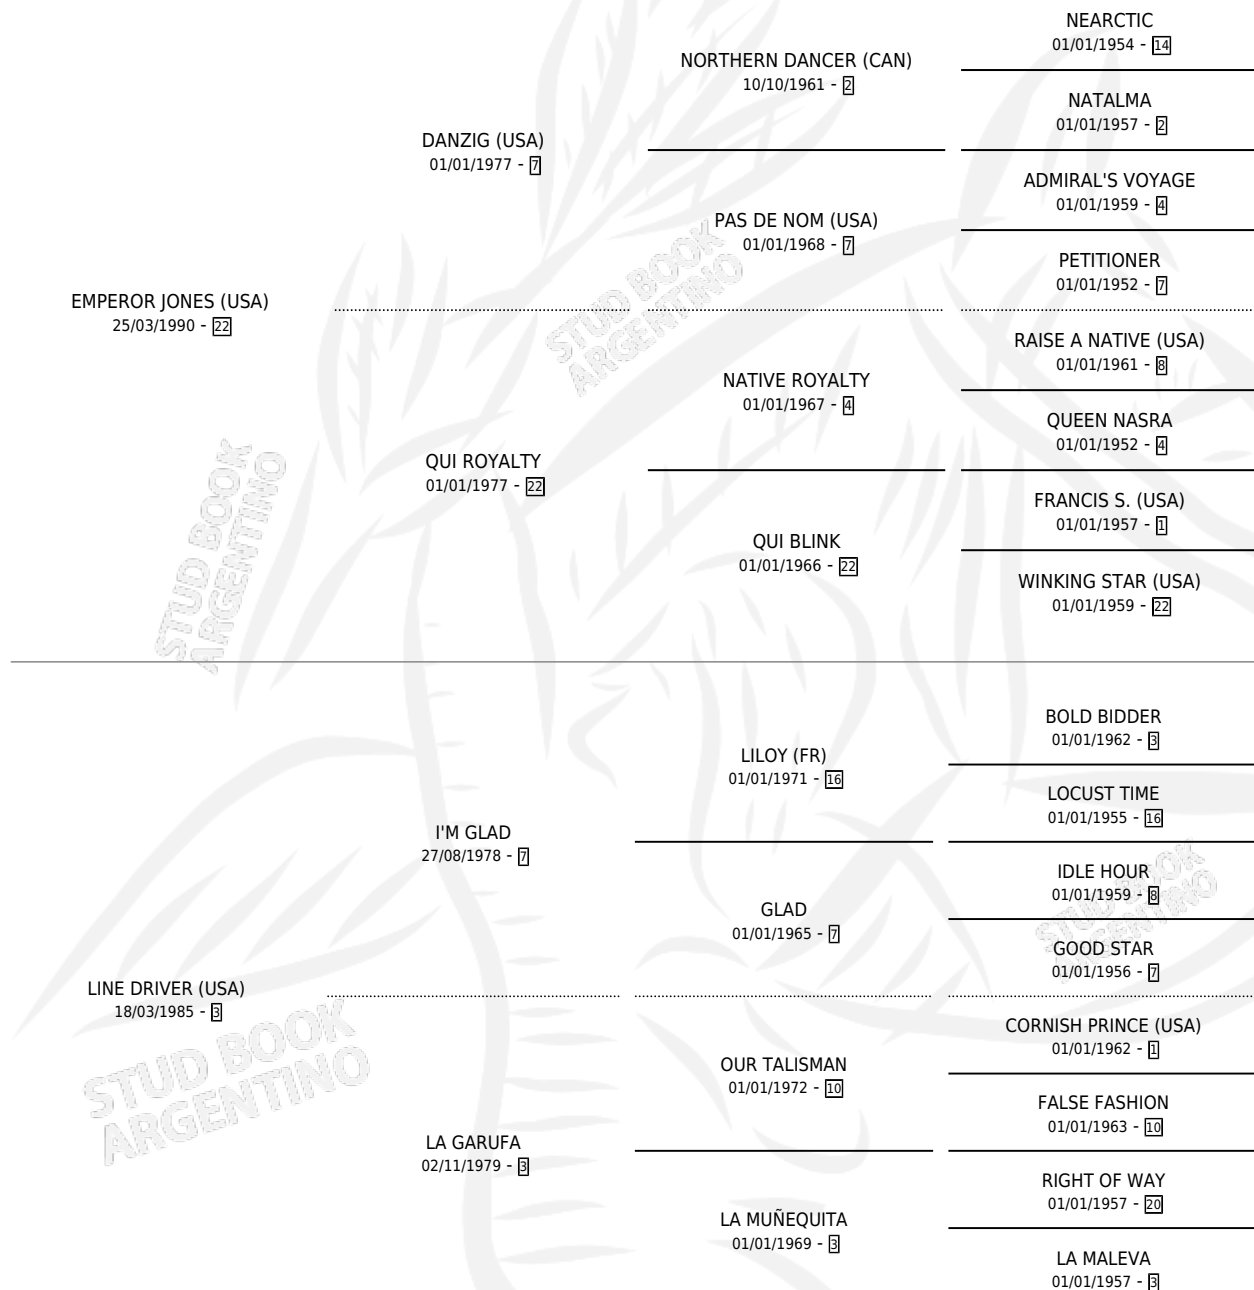 NEARCTIC
01/01/1954 - 14
NORTHERN DANCER (CAN)
10/10/1961 - 2
NATALMA
01/01/1957 - 2
DANZIG (USA)
01/01/1977 - 7
ADMIRAL'S VOYAGE
01/01/1959 - 4
PAS DE NOM (USA)
01/01/1968 - 7
PETITIONER
01/01/1952 - 7
EMPEROR JONES (USA)
25/03/1990 - 22
RAISE A NATIVE (USA)
01/01/1961 - 8
NATIVE ROYALTY
01/01/1967 - 4
QUEEN NASRA
01/01/1952 - 4
QUI ROYALTY
01/01/1977 - 22
FRANCIS S. (USA)
01/01/1957 - 1
QUI BLINK
01/01/1966 - 22
WINKING STAR (USA)
01/01/1959 - 22
BOLD BIDDER
01/01/1962 - 3
LILOY (FR)
01/01/1971 - 16
LOCUST TIME
01/01/1955 - 16
I'M GLAD
27/08/1978 - 7
IDLE HOUR
01/01/1959 - 8
GLAD
01/01/1965 - 7
GOOD STAR
01/01/1956 - 7
LINE DRIVER (USA)
18/03/1985 - 3
CORNISH PRINCE (USA)
01/01/1962 - 1
OUR TALISMAN
01/01/1972 - 10
FALSE FASHION
01/01/1963 - 10
LA GARUFA
02/11/1979 - 3
RIGHT OF WAY
01/01/1957 - 20
LA MUÑEQUITA
01/01/1969 - 3
LA MALEVA
01/01/1957 - 3
STUD BOOK
ARGENTINO
STUD BOOK
ARGENTINO
STUD BOOK
ARGENTINO
STUD BOOK
ARGENTINO